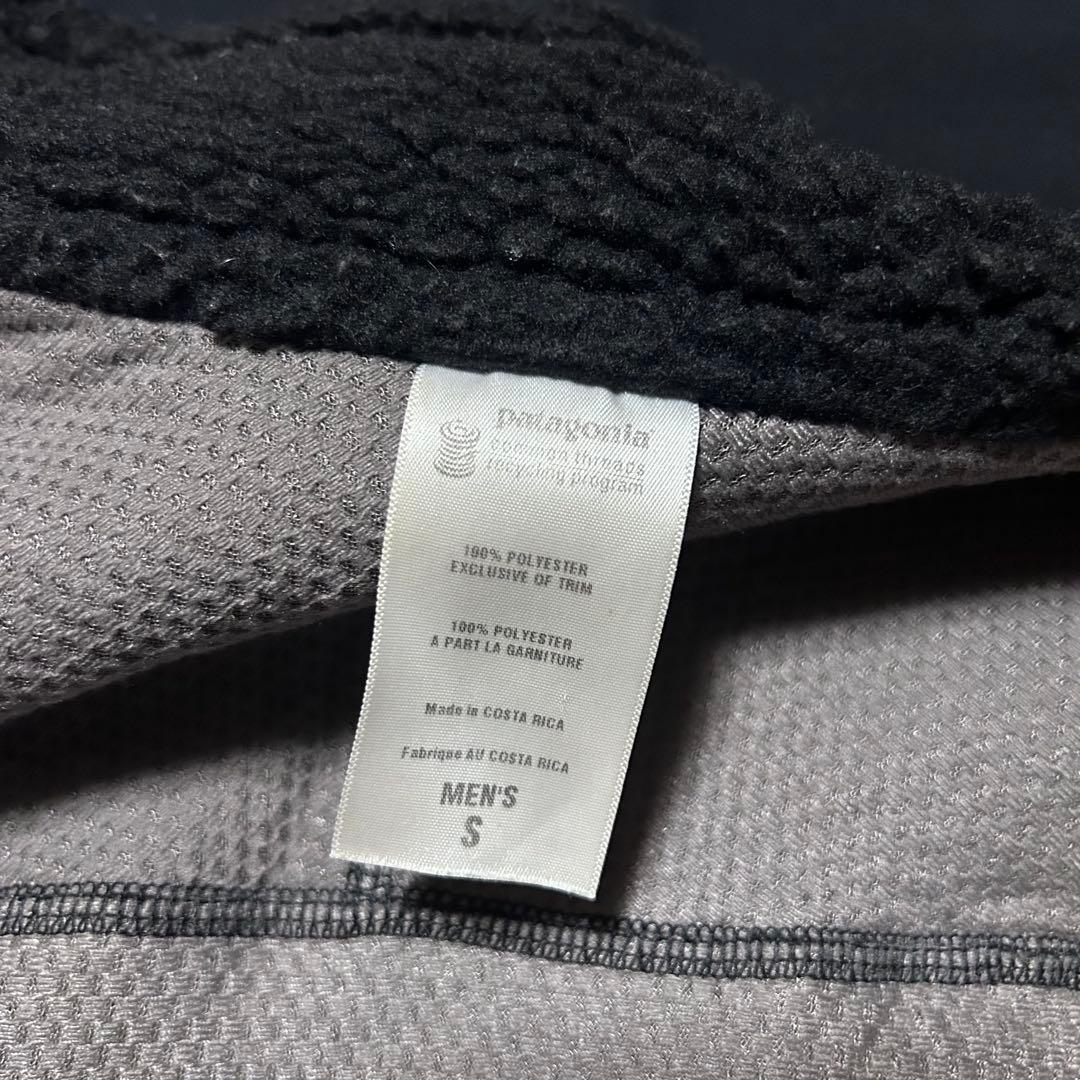 patagonia
common threads
recycling program
100% POLYESTER
EXCLUSIVE OF TRIM
100% POLYESTER
A PART LA GARNITURE
Made in COSTA RICA
Fabrique AU COSTA RICA
MEN'S
S